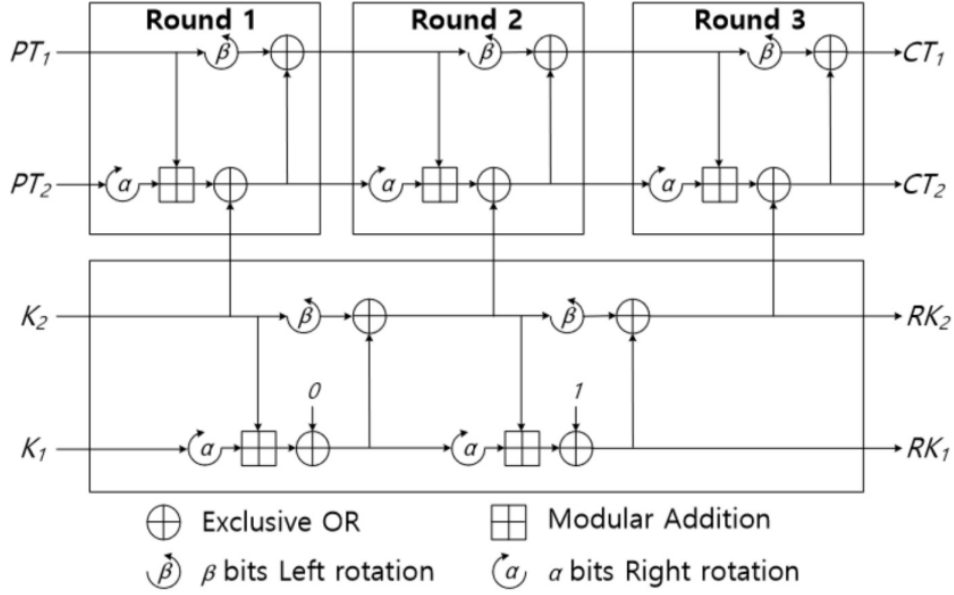 Round 1 Round 2 Round 3
PT₁ β β β CT₁
PT₂ α α α CT₂
K₂ β β RK₂
0 1
K₁ α α RK₁
Exclusive OR Modular Addition
β β bits Left rotation α α bits Right rotation